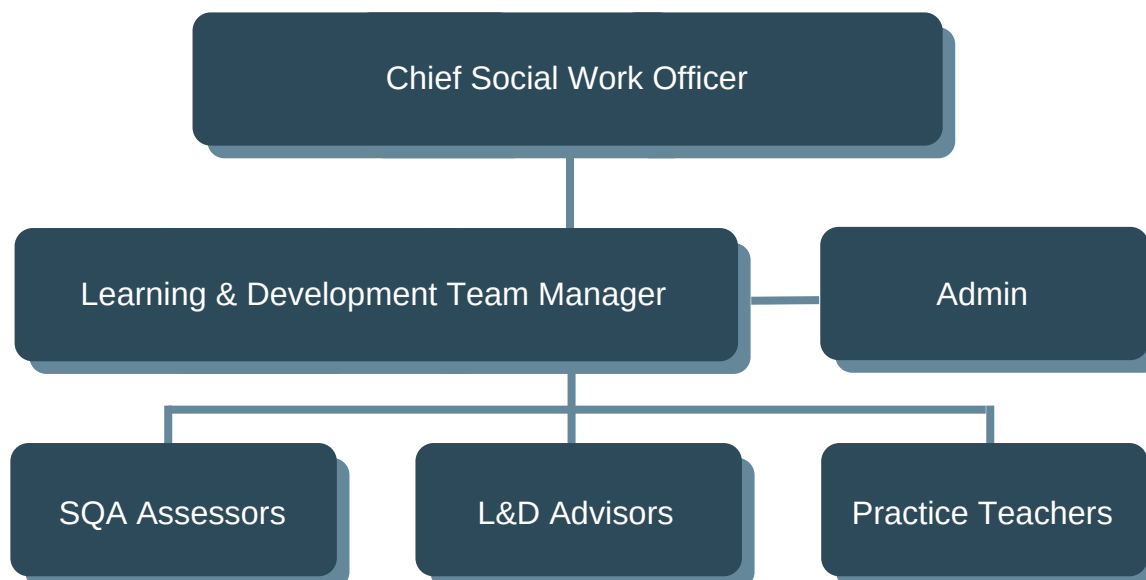 Chief Social Work Officer
Learning & Development Team Manager
Admin
SQA Assessors
L&D Advisors
Practice Teachers